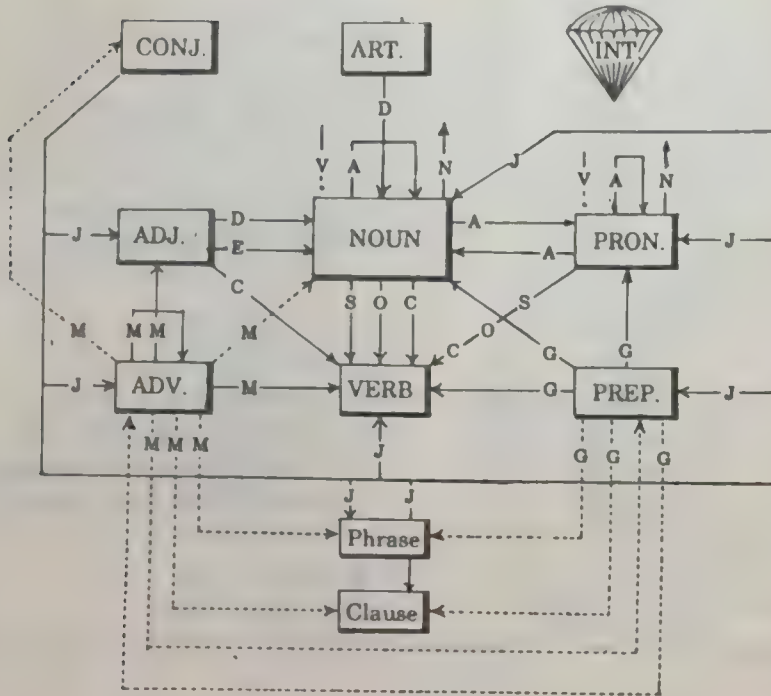 CONJ.
ART.
INT
D
V A N
J
V A N
J ADJ. D NOUN A PRON. J
E A
C
M M M M S O C C O S G G
J ADV. M VERB G PREP. J
M M M J G G G
J J
Phrase
Clause